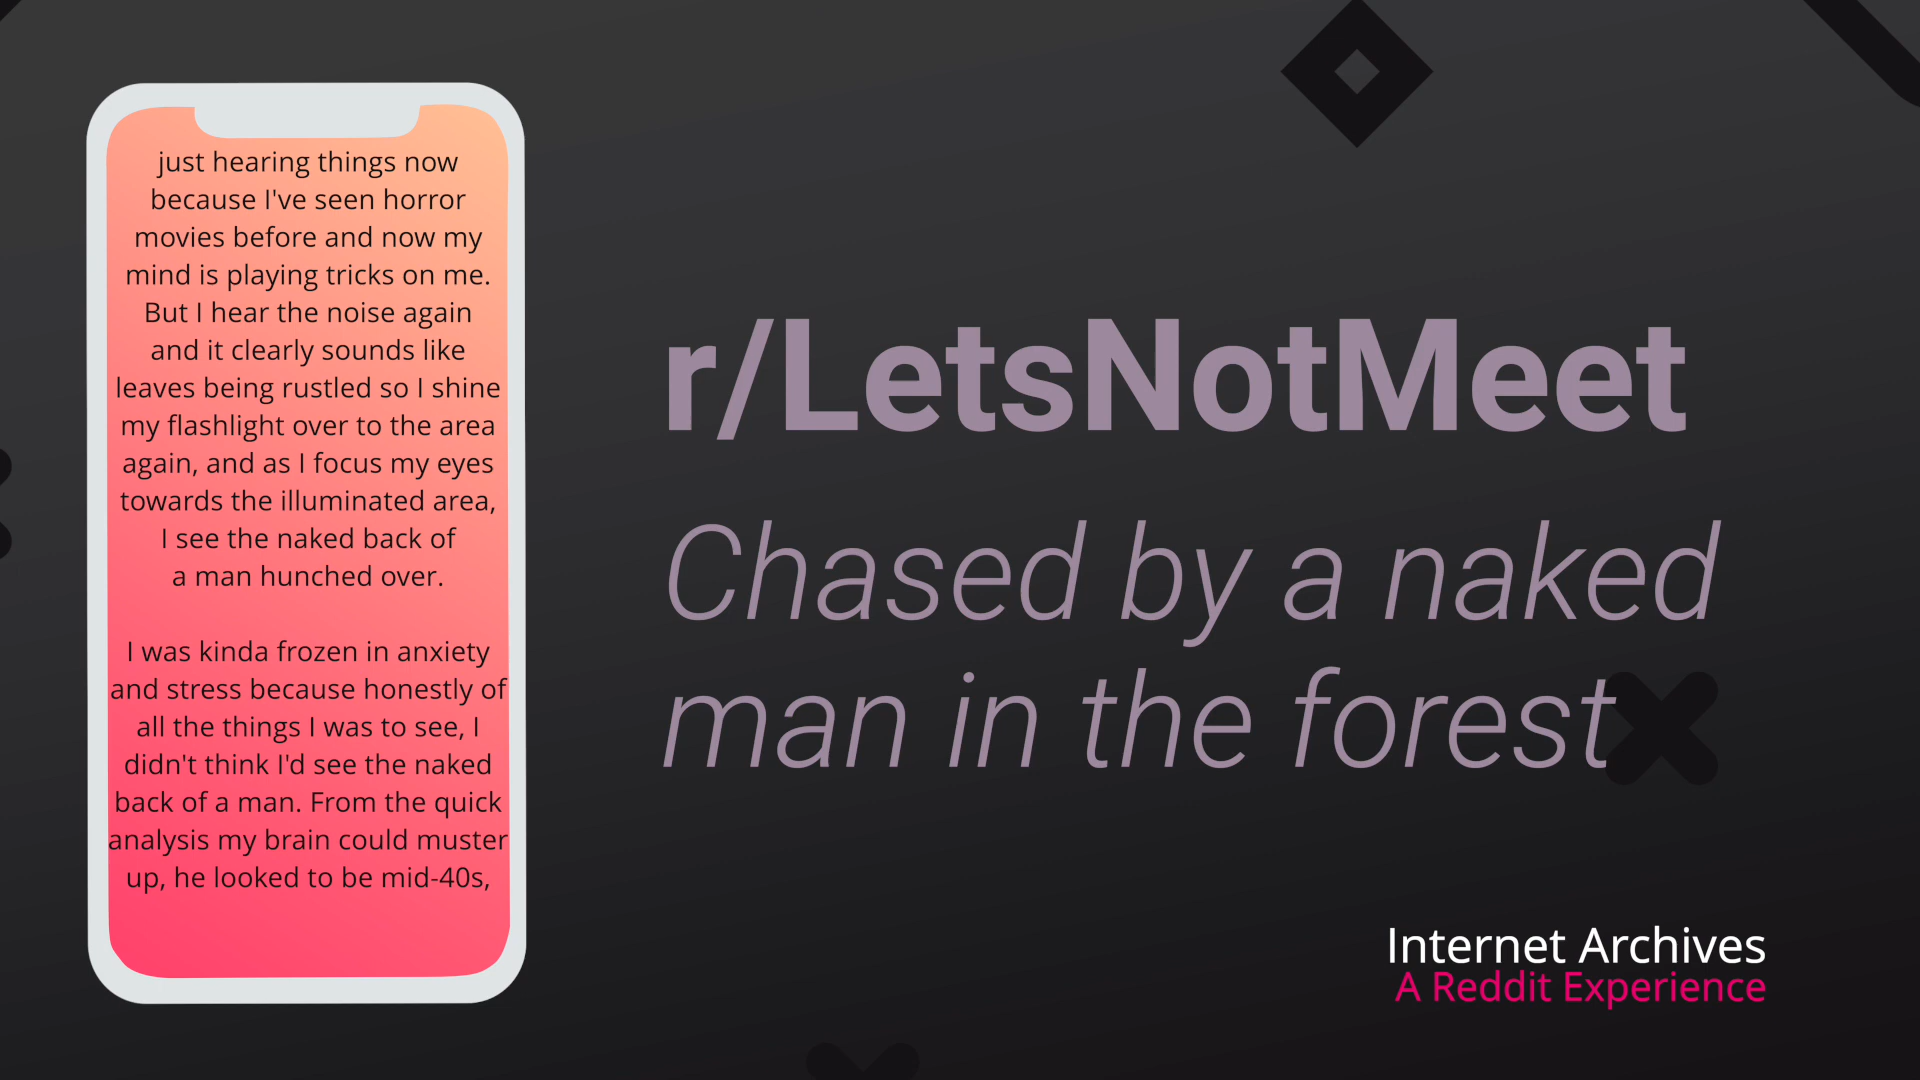 just hearing things now
because I've seen horror
movies before and now my
mind is playing tricks on me.
But I hear the noise again
and it clearly sounds like
leaves being rustled so I shine
my flashlight over to the area
again, and as I focus my eyes
towards the illuminated area,
I see the naked back of
a man hunched over.
I was kinda frozen in anxiety
and stress because honestly of
all the things I was to see, I
didn't think I'd see the naked
back of a man. From the quick
analysis my brain could muster
up, he looked to be mid-40s,
r/LetsNotMeet
Chased by a naked
man in the forest
Internet Archives
A Reddit Experience